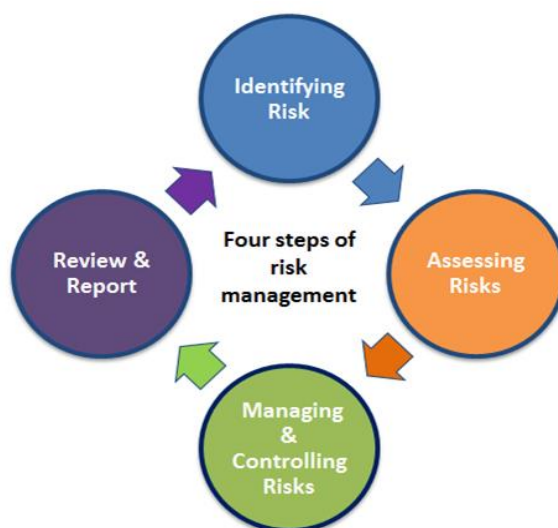 Identifying
Risk
Four steps of
risk
management
Assessing
Risks
Managing
&
Controlling
Risks
Review &
Report